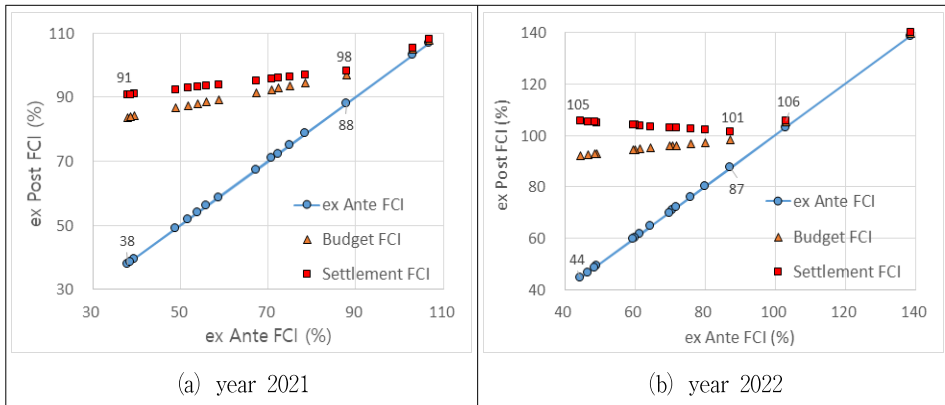 110
90
70
50
30
ex Post FCI (%)
91
98
88
38
ex Ante FCI
Budget FCI
Settlement FCI
30 50 70 90 110
ex Ante FCI (%)
(a) year 2021
140
120
100
80
60
40
ex Post FCI (%)
105
101
106
87
44
ex Ante FCI
Budget FCI
Settlement FCI
40 60 80 100 120 140
ex Ante FCI (%)
(b) year 2022